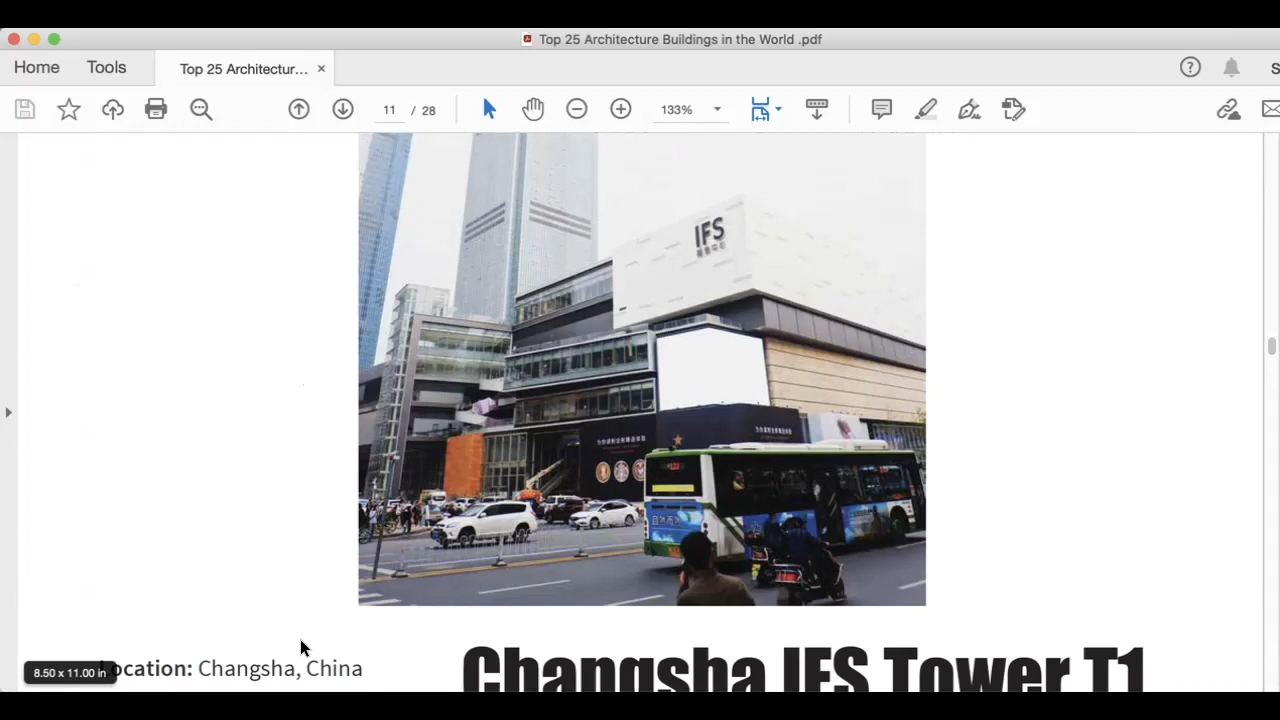 Top 25 Architecture Buildings in the World .pdf
Home
Tools
Top 25 Architectur...
×
?
S
11 / 28
133%
IFS
8.50 x 11.00 in
Location: Changsha, China
Changsha IFS Tower T1